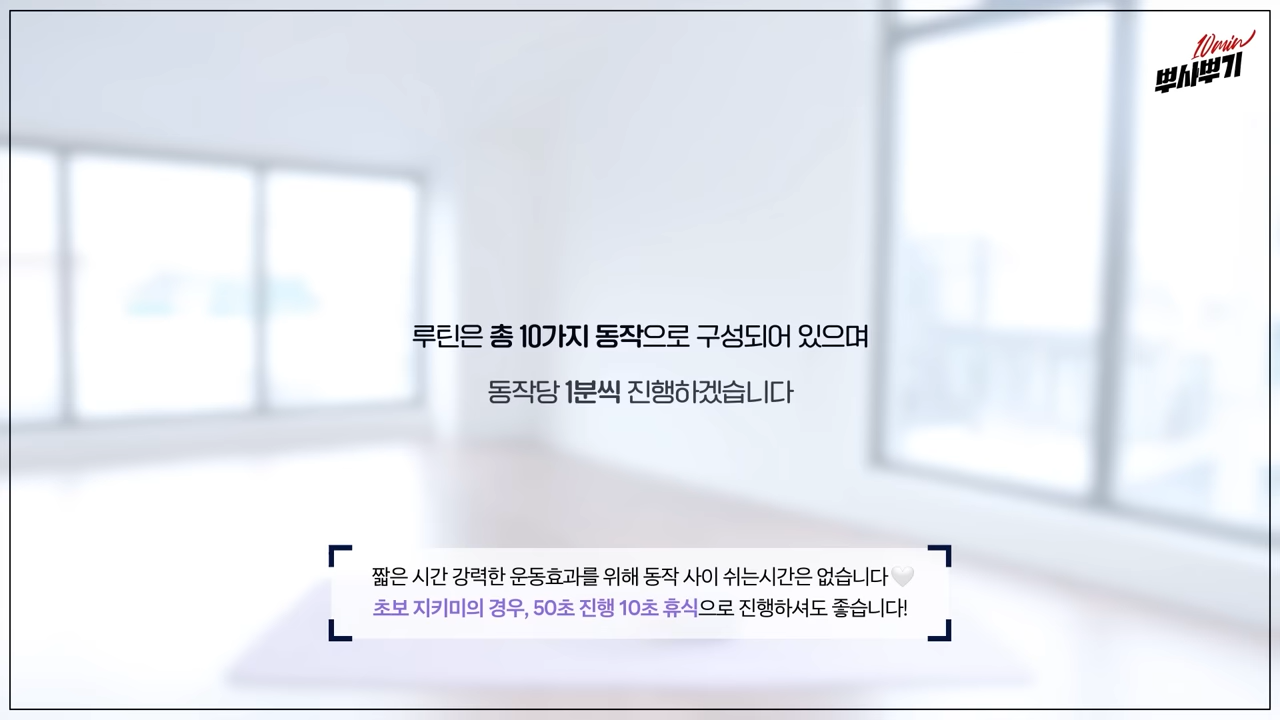 10min
뿌사뿌기
루틴은 총 10가지 동작으로 구성되어 있으며
동작당 1분씩 진행하겠습니다
짧은 시간 강력한 운동효과를 위해 동작 사이 쉬는시간은 없습니다🤍
초보 지키미의 경우, 50초 진행 10초 휴식으로 진행하셔도 좋습니다!